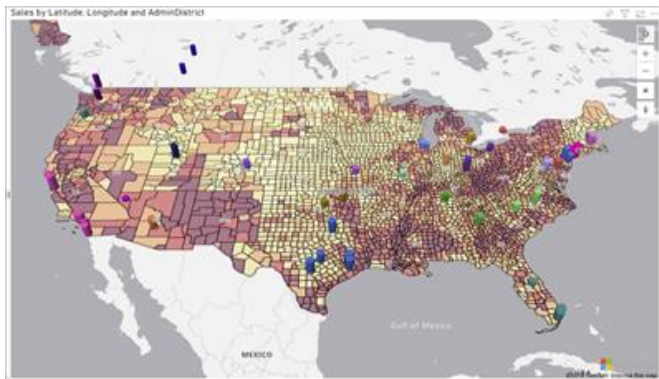 Sales by Latitude, Longitude and AdminDistrict
Gulf of Mexico
MEXICO